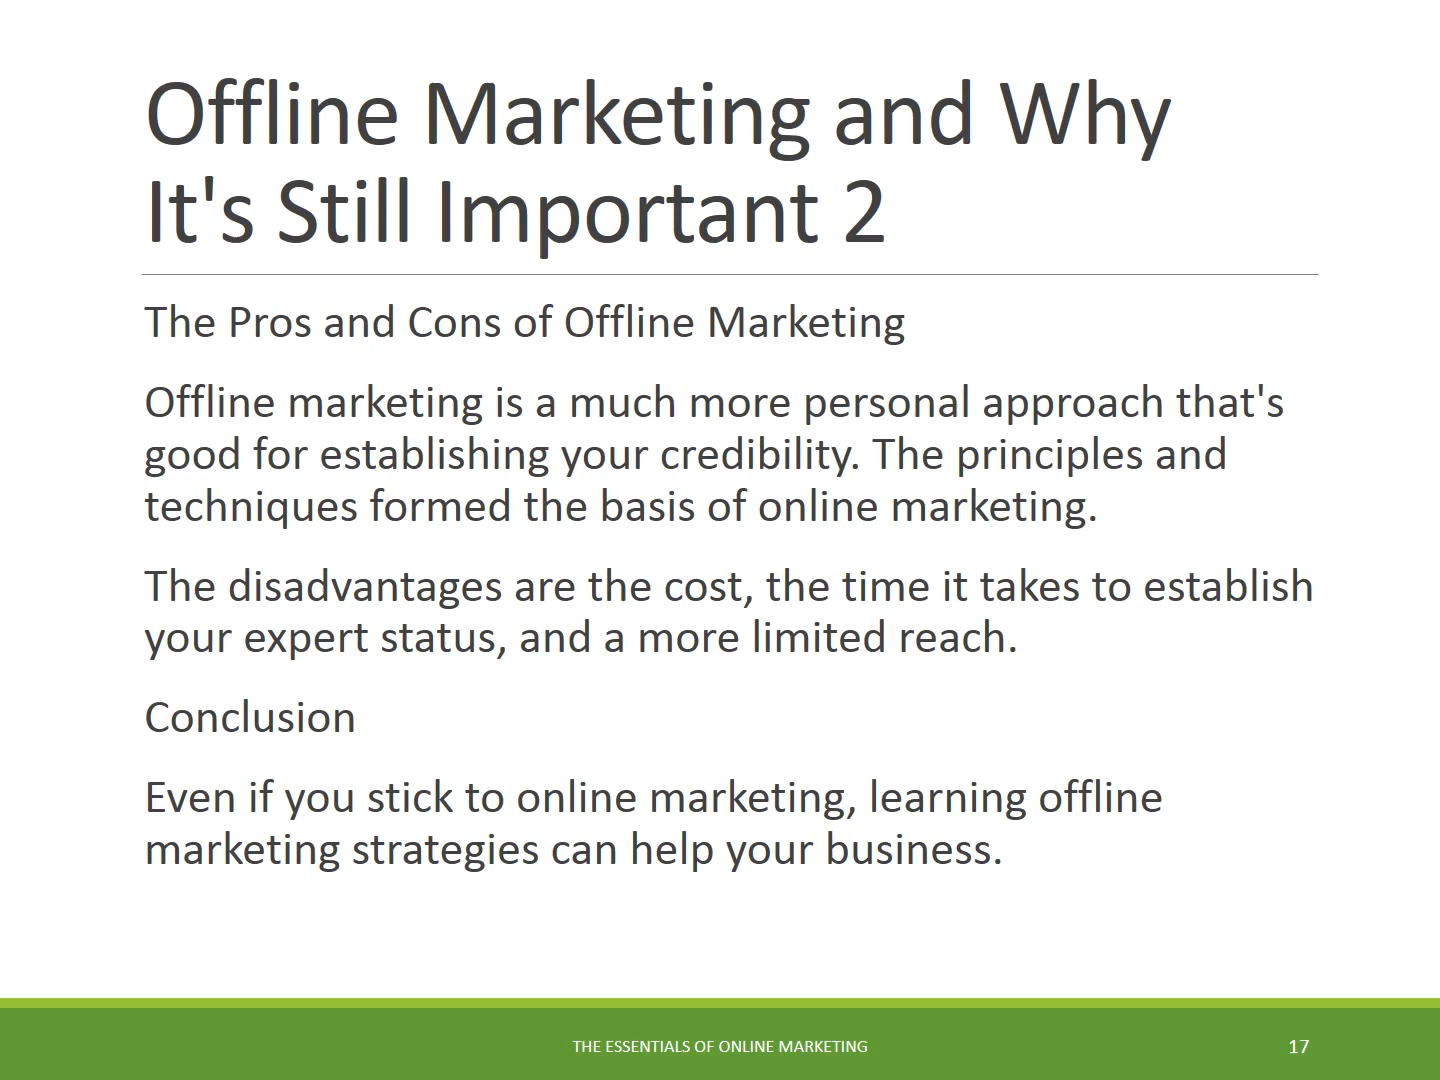 Offline Marketing and Why
It's Still Important 2
The Pros and Cons of Offline Marketing
Offline marketing is a much more personal approach that's
good for establishing your credibility. The principles and
techniques formed the basis of online marketing.
The disadvantages are the cost, the time it takes to establish
your expert status, and a more limited reach.
Conclusion
Even if you stick to online marketing, learning offline
marketing strategies can help your business.
THE ESSENTIALS OF ONLINE MARKETING
17